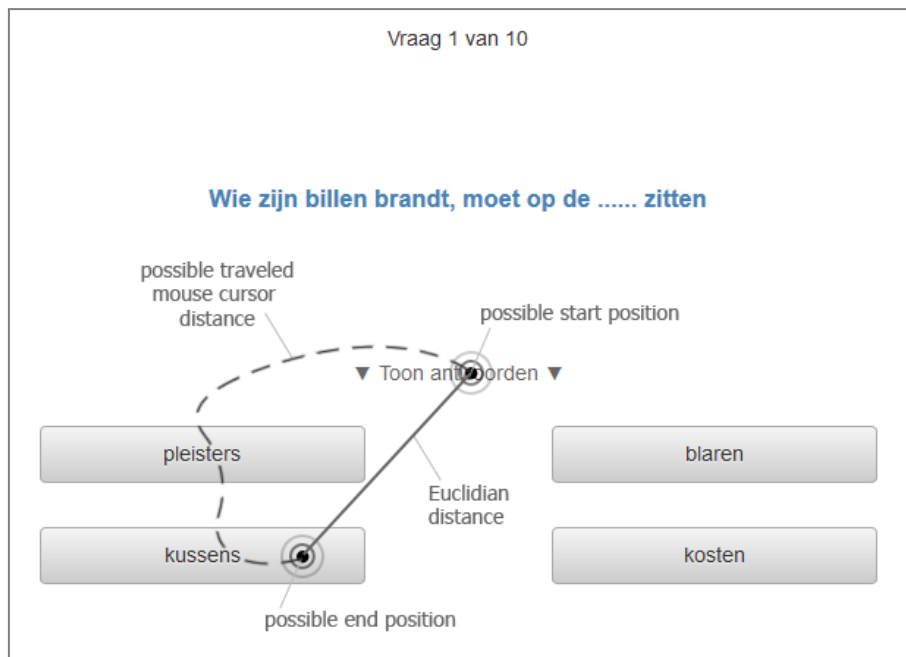 Vraag 1 van 10
Wie zijn billen brandt, moet op de ...... zitten
possible traveled
mouse cursor
distance
possible start position
▼ Toon antwoorden ▼
pleisters
blaren
Euclidian
distance
kussens
kosten
possible end position